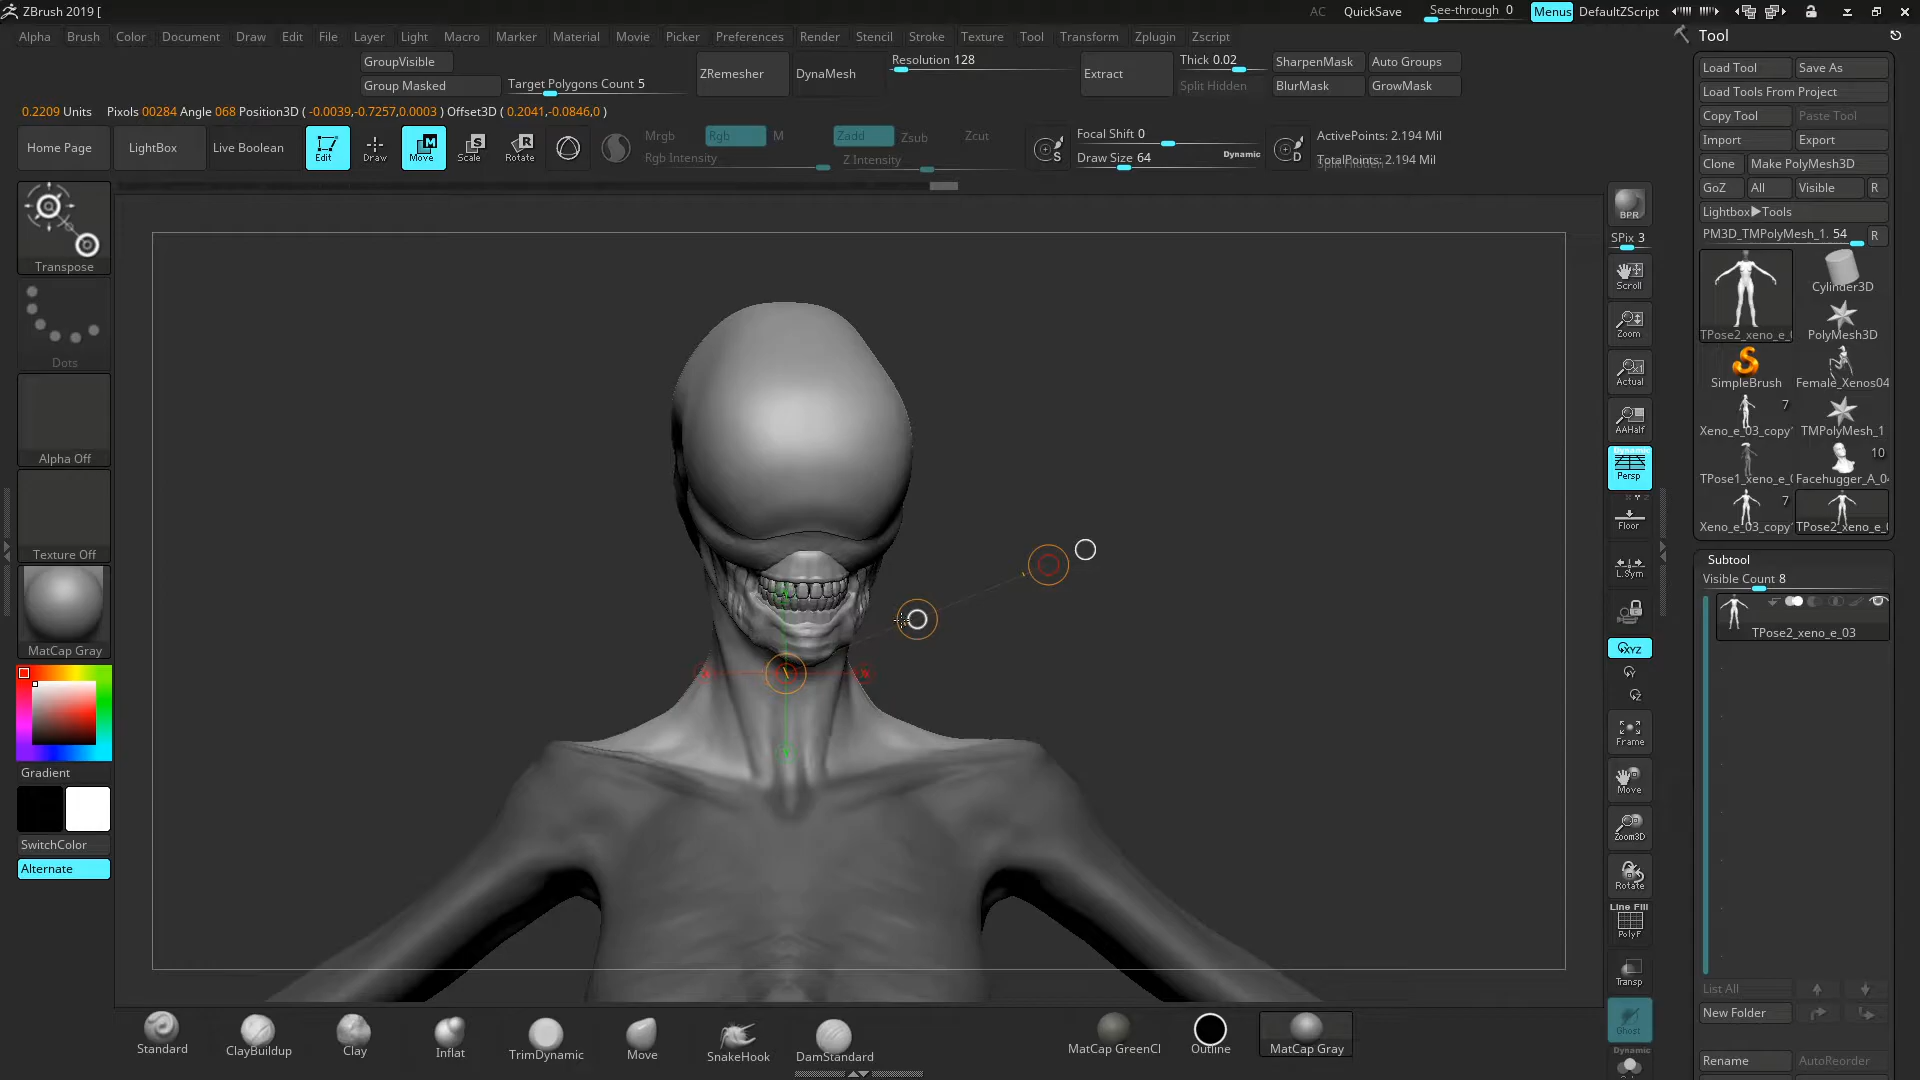 ZBrush 2019 [
AC QuickSave See-through 0 Menus DefaultZScript
Alpha Brush Color Document Draw Edit File Layer Light Macro Marker Material Movie Picker Preferences Render Stencil Stroke Texture Tool Transform Zplugin Zscript
GroupVisible
Group Masked
Target Polygons Count 5
ZRemesher
DynaMesh
Resolution 128
Extract
Thick 0.02
Split Hidden
SharpenMask
BlurMask
Auto Groups
GrowMask
0.2209 Units Pixols 00284 Angle 068 Position3D ( -0.0039,-0.7257,0.0003 ) Offset3D ( 0.2041,-0.0846,0 )
Home Page
LightBox
Live Boolean
Edit
Draw
Move
Scale
Rotate
Mrgb Rgb M
Rgb Intensity
Zadd Zsub Zcut
Z Intensity
S
Focal Shift 0
Draw Size 64
Dynamic
D
ActivePoints: 2.194 Mil
TotalPoints: 2.194 Mil
Split Hidden
Transpose
Dots
Alpha Off
Texture Off
MatCap Gray
Gradient
SwitchColor
Alternate
BPR
SPix 3
Scroll
Zoom
Actual
AAHalf
Dynamic
Persp
Floor
L.Sym
XYZ
Y
Z
Frame
Move
Zoom3D
Rotate
Line Fill
PolyF
Transp
Ghost
Dynamic
Tool
Load Tool Save As
Load Tools From Project
Copy Tool Paste Tool
Import Export
Clone Make PolyMesh3D
GoZ All Visible R
Lightbox▶Tools
PM3D_TMPolyMesh_1. 54 R
Cylinder3D
TPose2_xeno_e_ PolyMesh3D
SimpleBrush Female_Xenos04
7
Xeno_e_03_copy TMPolyMesh_1
10
TPose1_xeno_e_ Facehugger_A_0
7
Xeno_e_03_copy TPose2_xeno_e_
Subtool
Visible Count 8
TPose2_xeno_e_03
List All
New Folder
Rename AutoReorder
Standard
ClayBuildup
Clay
Inflat
TrimDynamic
Move
SnakeHook
DamStandard
MatCap GreenCl
Outline
MatCap Gray